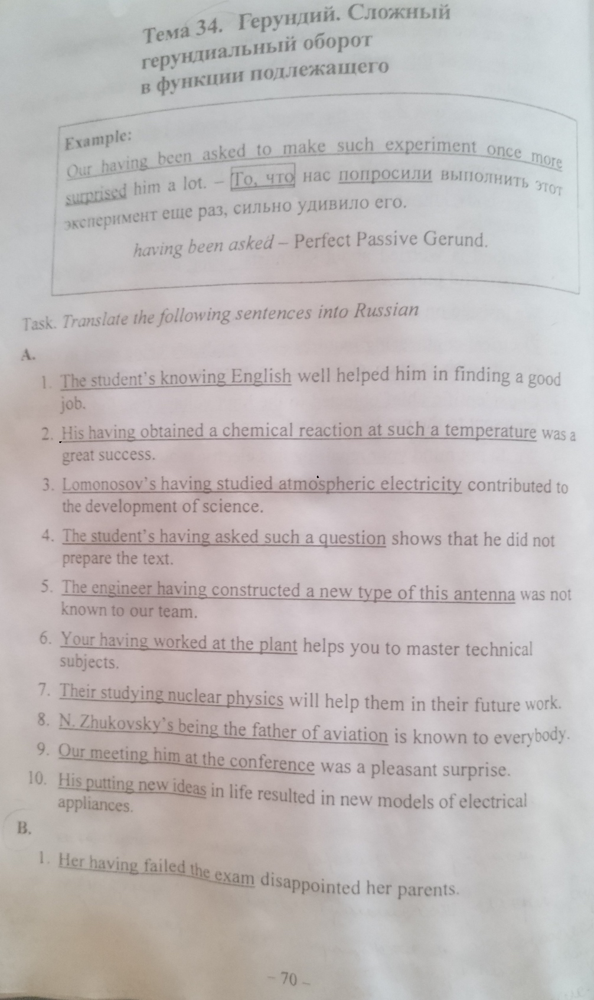 Тема 34. Герундий. Сложный
герундиальный оборот
в функции подлежащего
Example:
Our having been asked to make such experiment once more
surprised him a lot. – То, что нас попросили выполнить этот
эксперимент еще раз, сильно удивило его.
having been asked – Perfect Passive Gerund.
Task. Translate the following sentences into Russian
A.
1. The student's knowing English well helped him in finding a good
job.
2. His having obtained a chemical reaction at such a temperature was a
great success.
3. Lomonosov's having studied atmospheric electricity contributed to
the development of science.
4. The student's having asked such a question shows that he did not
prepare the text.
5. The engineer having constructed a new type of this antenna was not
known to our team.
6. Your having worked at the plant helps you to master technical
subjects.
7. Their studying nuclear physics will help them in their future work.
8. N. Zhukovsky's being the father of aviation is known to everybody.
9. Our meeting him at the conference was a pleasant surprise.
10. His putting new ideas in life resulted in new models of electrical
appliances.
B.
1. Her having failed the exam disappointed her parents.
– 70 –